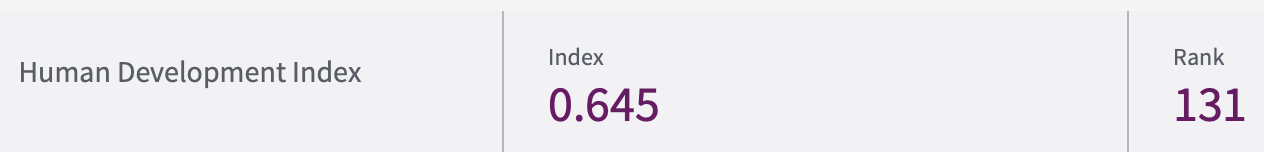 Human Development Index
Index
0.645
Rank
131